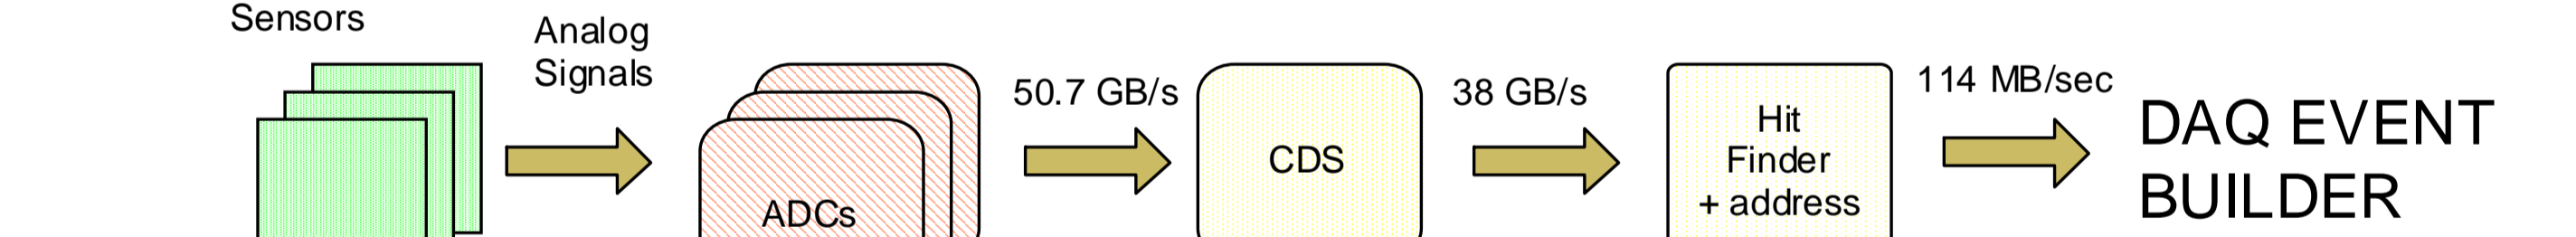 Sensors
Analog
Signals
ADCs
50.7 GB/s
CDS
38 GB/s
Hit
Finder
+ address
114 MB/sec
DAQ EVENT
BUILDER